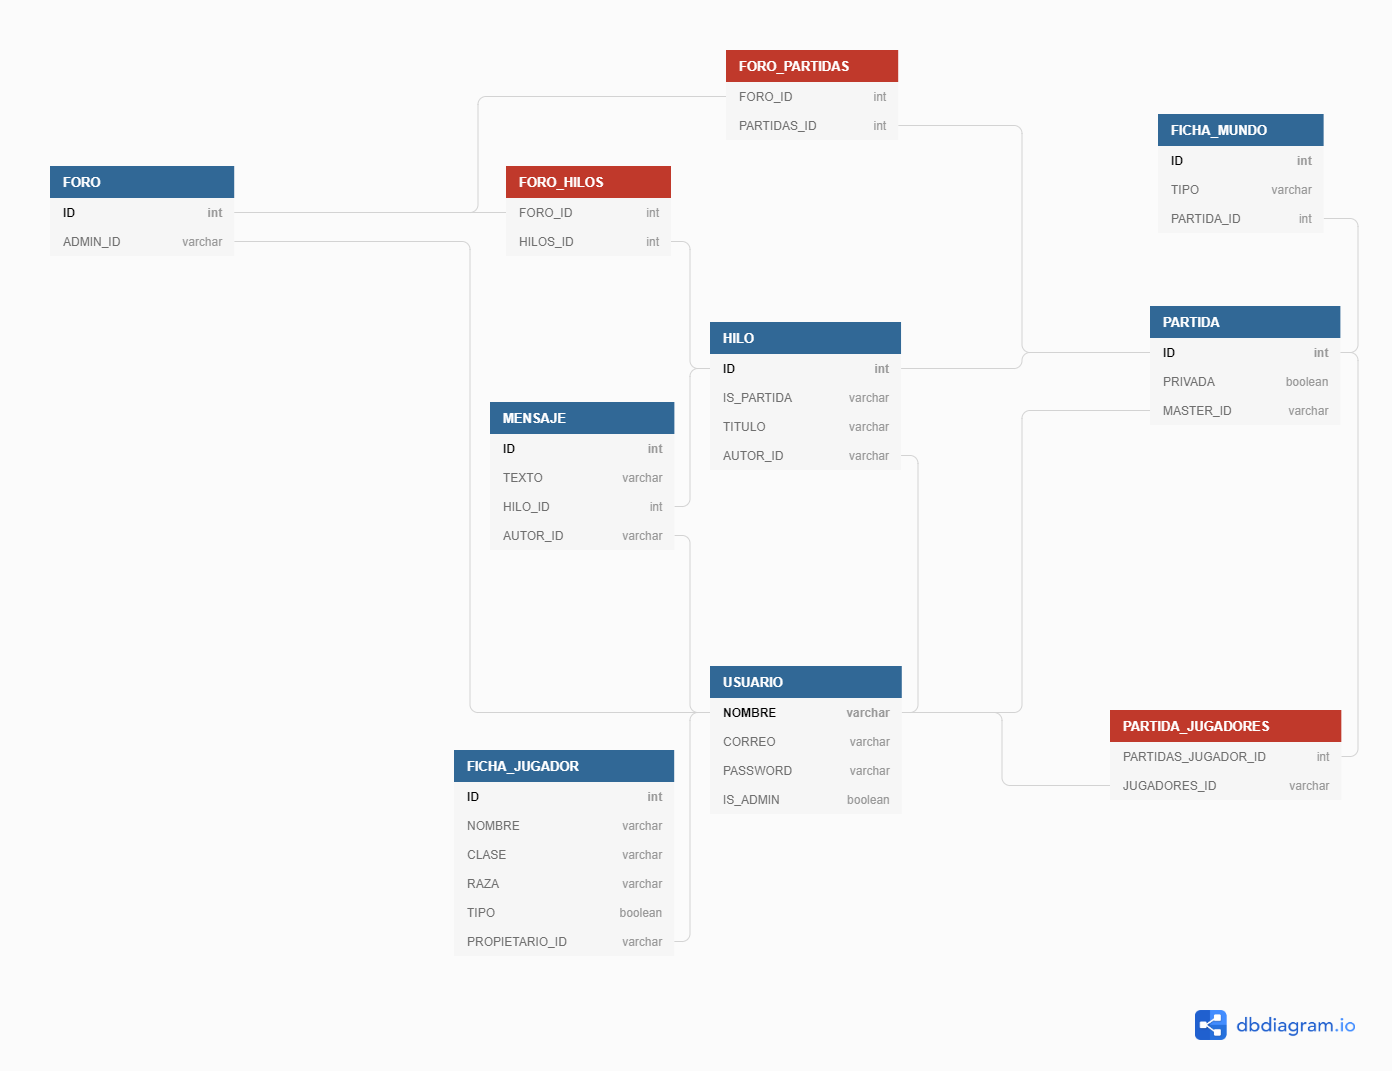 FORO_PARTIDAS
FORO_ID int
PARTIDAS_ID int
FICHA_MUNDO
ID int
TIPO varchar
PARTIDA_ID int
FORO
ID int
ADMIN_ID varchar
FORO_HILOS
FORO_ID int
HILOS_ID int
HILO
ID int
IS_PARTIDA varchar
TITULO varchar
AUTOR_ID varchar
PARTIDA
ID int
PRIVADA boolean
MASTER_ID varchar
MENSAJE
ID int
TEXTO varchar
HILO_ID int
AUTOR_ID varchar
USUARIO
NOMBRE varchar
CORREO varchar
PASSWORD varchar
IS_ADMIN boolean
PARTIDA_JUGADORES
PARTIDAS_JUGADOR_ID int
JUGADORES_ID varchar
FICHA_JUGADOR
ID int
NOMBRE varchar
CLASE varchar
RAZA varchar
TIPO boolean
PROPIETARIO_ID varchar
dbdiagram.io